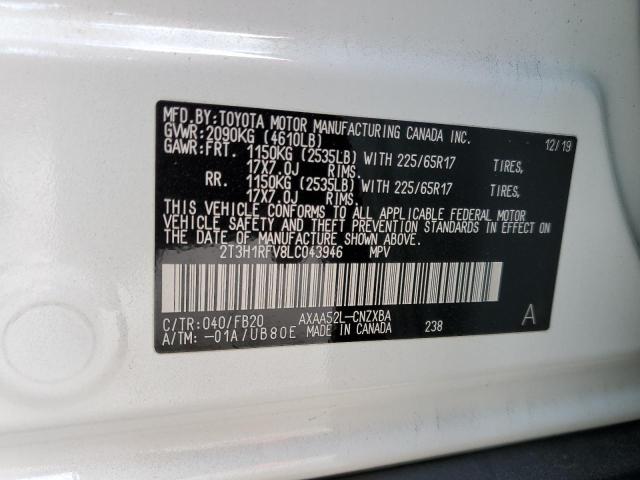 MFD.BY:TOYOTA MOTOR MANUFACTURING CANADA INC.
GVWR:2090KG (4610LB) 12/19
GAWR:FRT. 1150KG (2535LB) WITH 225/65R17 TIRES,
17X7.0J RIMS.
RR. 1150KG (2535LB) WITH 225/65R17 TIRES,
17X7.0J RIMS.
THIS VEHICLE CONFORMS TO ALL APPLICABLE FEDERAL MOTOR
VEHICLE SAFETY AND BUMPER STANDARDS IN EFFECT ON
THE DATE OF MANUFACTURE SHOWN ABOVE.
2T3H1RFV8LC043946 MPV
C/TR:040/FB20 AXAA52L-CNZXBA
A/TM:-01A/UB80E MADE IN CANADA 238 A